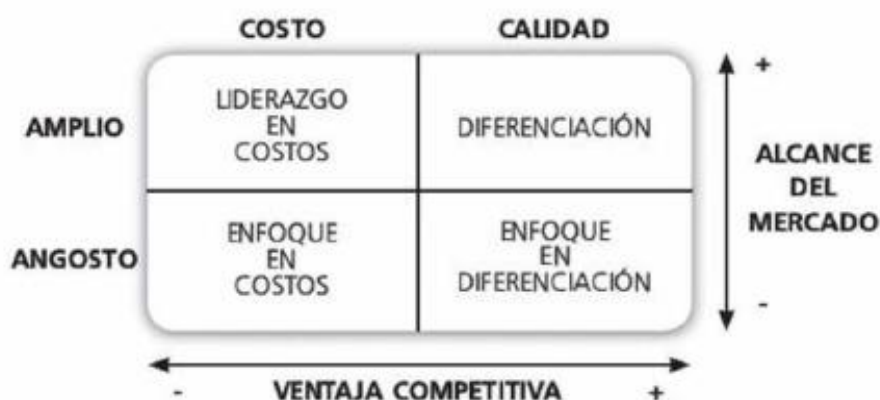 COSTO CALIDAD
+
LIDERAZGO
EN
COSTOS
AMPLIO
DIFERENCIACIÓN
ALCANCE
DEL
MERCADO
ENFOQUE
EN
COSTOS
ANGOSTO
ENFOQUE
EN
DIFERENCIACIÓN
-
- VENTAJA COMPETITIVA +